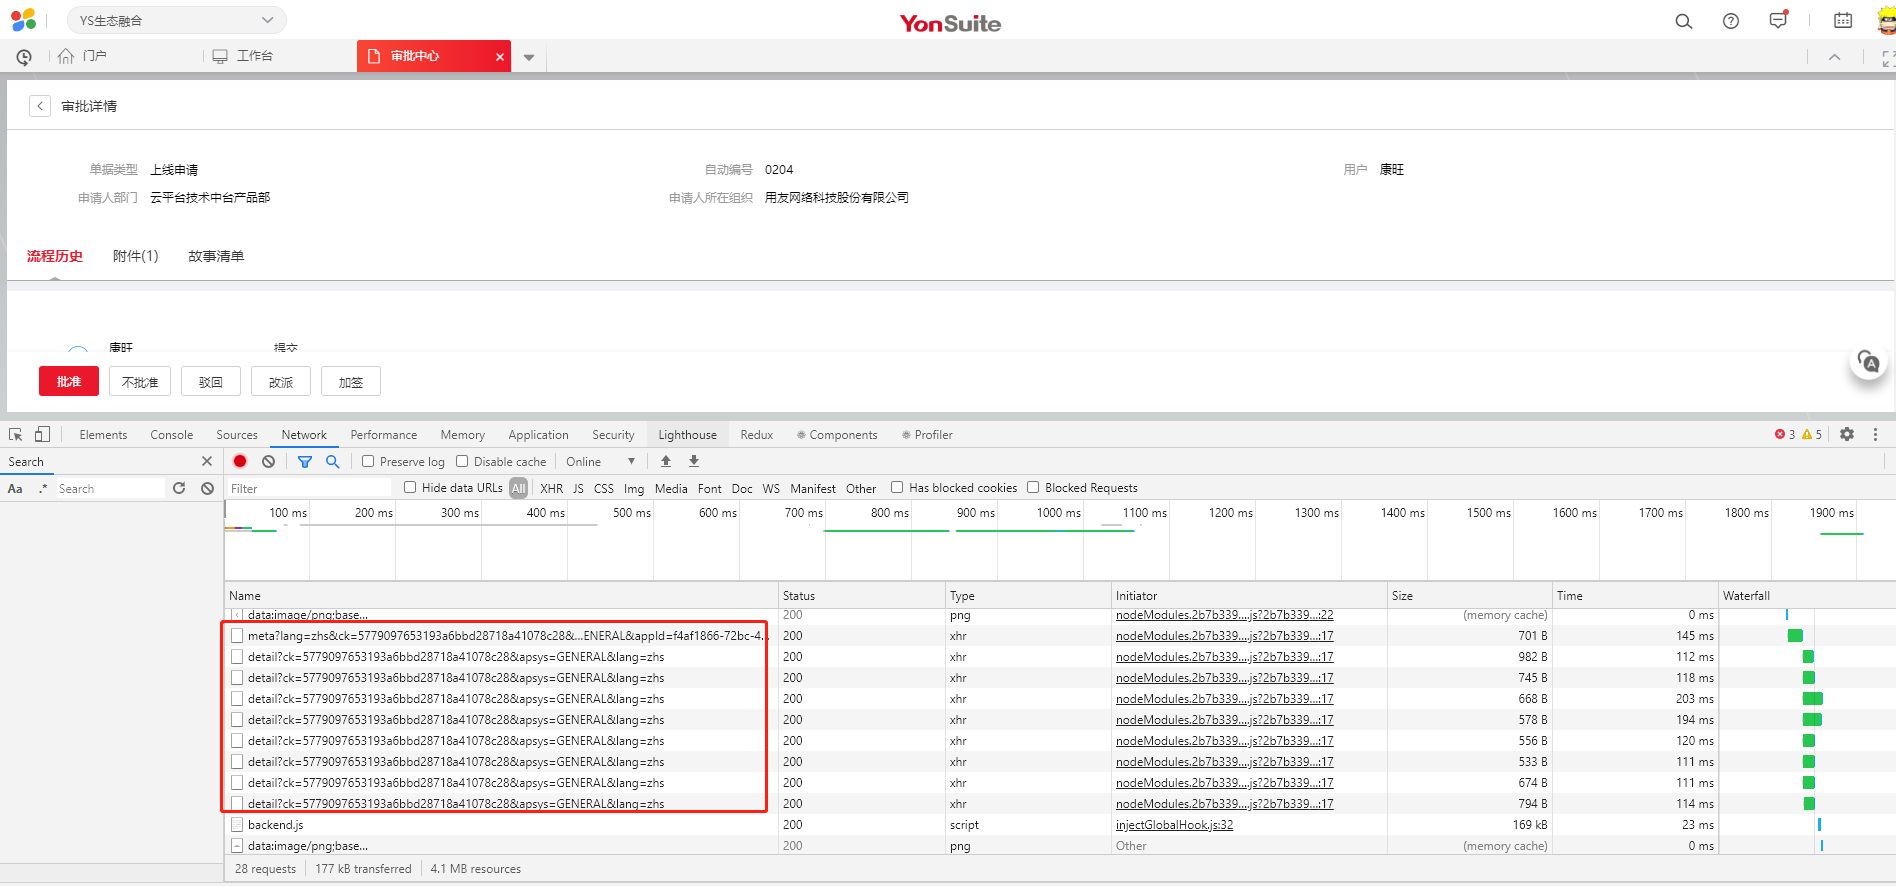 YS生态融合
YonSuite
门户
工作台
审批中心
审批详情
单据类型 上线申请 自动编号 0204 用户 康旺
申请人部门 云平台技术中台产品部 申请人所在组织 用友网络科技股份有限公司
流程历史 附件(1) 故事清单
康旺 提交
批准 不批准 驳回 改派 加签
Elements Console Sources Network Performance Memory Application Security Lighthouse Redux Components Profiler 3 5
Search Preserve log Disable cache Online
Aa .* Search Filter Hide data URLs All XHR JS CSS Img Media Font Doc WS Manifest Other Has blocked cookies Blocked Requests
100 ms 200 ms 300 ms 400 ms 500 ms 600 ms 700 ms 800 ms 900 ms 1000 ms 1100 ms 1200 ms 1300 ms 1400 ms 1500 ms 1600 ms 1700 ms 1800 ms 1900 ms
Name Status Type Initiator Size Time Waterfall
data:image/png;base... 200 png nodeModules.2b7b339....js?2b7b339...:22 (memory cache) 0 ms
meta?lang=zhs&ck=5779097653193a6bbd28718a41078c28&...ENERAL&appId=f4af1866-72bc-4... 200 xhr nodeModules.2b7b339....js?2b7b339...:17 701 B 145 ms
detail?ck=5779097653193a6bbd28718a41078c28&apsys=GENERAL&lang=zhs 200 xhr nodeModules.2b7b339....js?2b7b339...:17 982 B 112 ms
detail?ck=5779097653193a6bbd28718a41078c28&apsys=GENERAL&lang=zhs 200 xhr nodeModules.2b7b339....js?2b7b339...:17 745 B 118 ms
detail?ck=5779097653193a6bbd28718a41078c28&apsys=GENERAL&lang=zhs 200 xhr nodeModules.2b7b339....js?2b7b339...:17 668 B 203 ms
detail?ck=5779097653193a6bbd28718a41078c28&apsys=GENERAL&lang=zhs 200 xhr nodeModules.2b7b339....js?2b7b339...:17 578 B 194 ms
detail?ck=5779097653193a6bbd28718a41078c28&apsys=GENERAL&lang=zhs 200 xhr nodeModules.2b7b339....js?2b7b339...:17 556 B 120 ms
detail?ck=5779097653193a6bbd28718a41078c28&apsys=GENERAL&lang=zhs 200 xhr nodeModules.2b7b339....js?2b7b339...:17 533 B 111 ms
detail?ck=5779097653193a6bbd28718a41078c28&apsys=GENERAL&lang=zhs 200 xhr nodeModules.2b7b339....js?2b7b339...:17 674 B 111 ms
detail?ck=5779097653193a6bbd28718a41078c28&apsys=GENERAL&lang=zhs 200 xhr nodeModules.2b7b339....js?2b7b339...:17 794 B 114 ms
backend.js 200 script injectGlobalHook.js:32 169 kB 23 ms
data:image/png;base... 200 png Other (memory cache) 0 ms
28 requests 177 kB transferred 4.1 MB resources